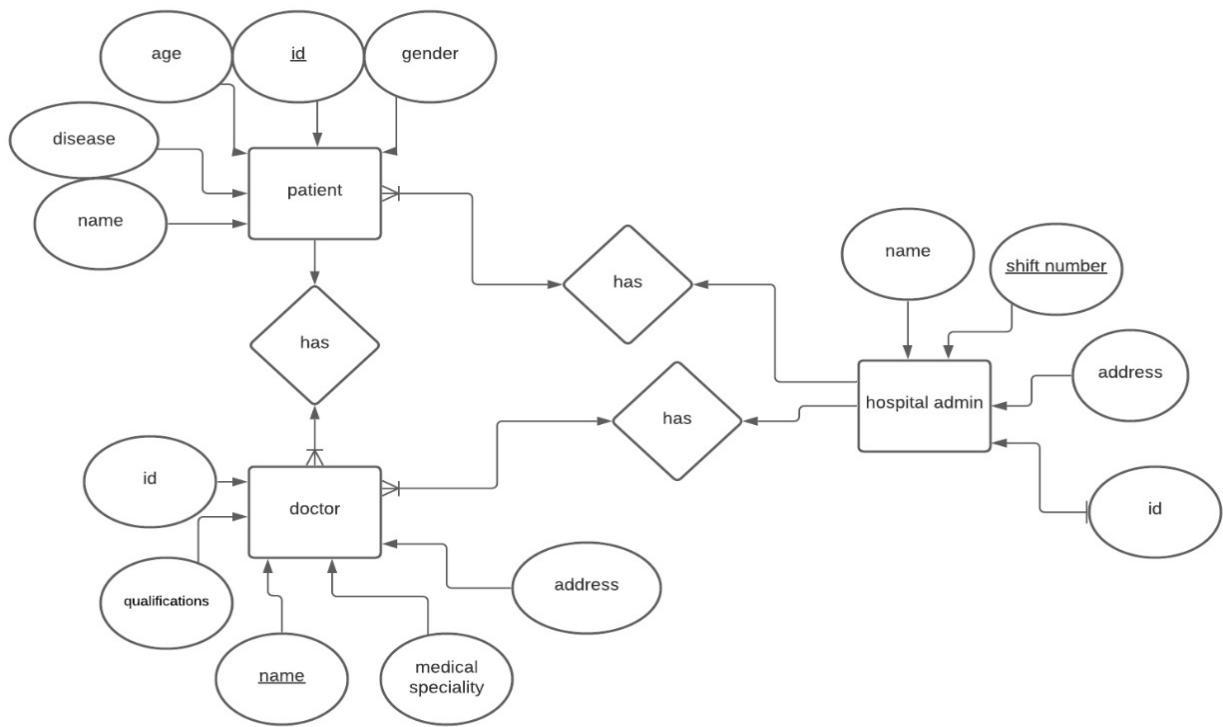 age
id
gender
disease
patient
name
has
name
shift number
has
address
hospital admin
has
id
doctor
id
qualifications
address
name
medical
speciality